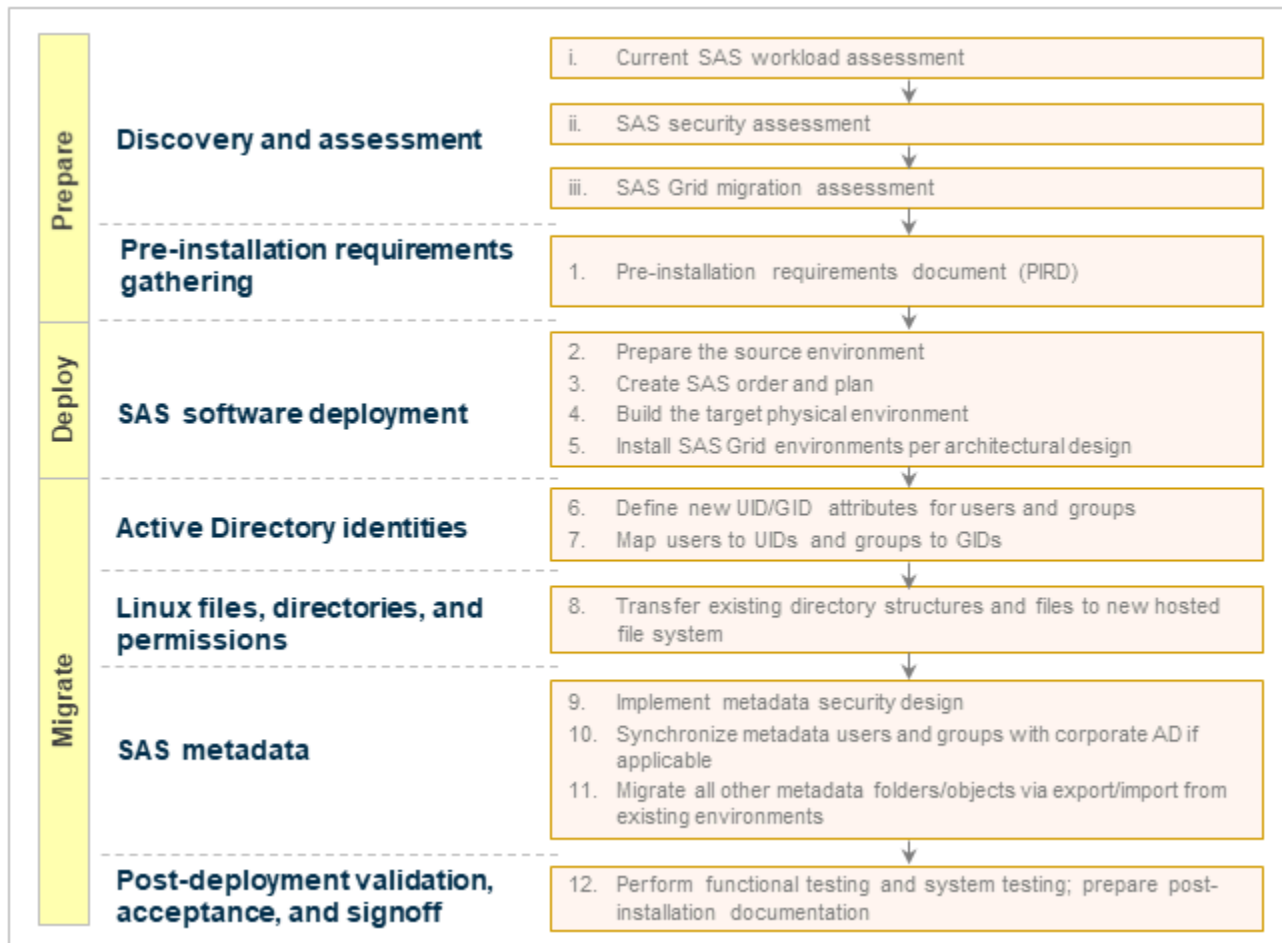 Prepare
Discovery and assessment
i. Current SAS workload assessment
ii. SAS security assessment
iii. SAS Grid migration assessment
Pre-installation requirements
gathering
1. Pre-installation requirements document (PIRD)
Deploy
SAS software deployment
2. Prepare the source environment
3. Create SAS order and plan
4. Build the target physical environment
5. Install SAS Grid environments per architectural design
Migrate
Active Directory identities
6. Define new UID/GID attributes for users and groups
7. Map users to UIDs and groups to GIDs
Linux files, directories, and
permissions
8. Transfer existing directory structures and files to new hosted
file system
SAS metadata
9. Implement metadata security design
10. Synchronize metadata users and groups with corporate AD if
applicable
11. Migrate all other metadata folders/objects via export/import from
existing environments
Post-deployment validation,
acceptance, and signoff
12. Perform functional testing and system testing; prepare post-
installation documentation